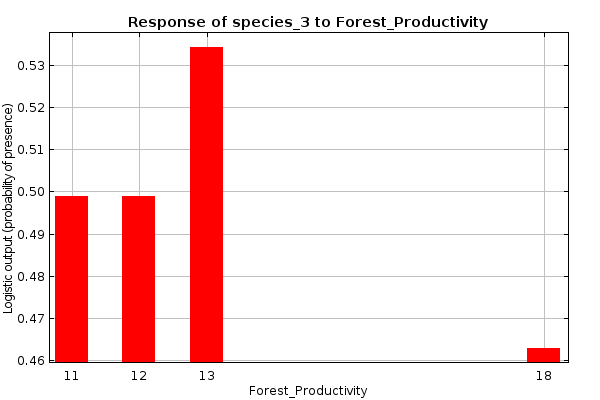 Response of species_3 to Forest_Productivity
Logistic output (probability of presence)
0.53
0.52
0.51
0.50
0.49
0.48
0.47
0.46
11 12 13 18
Forest_Productivity